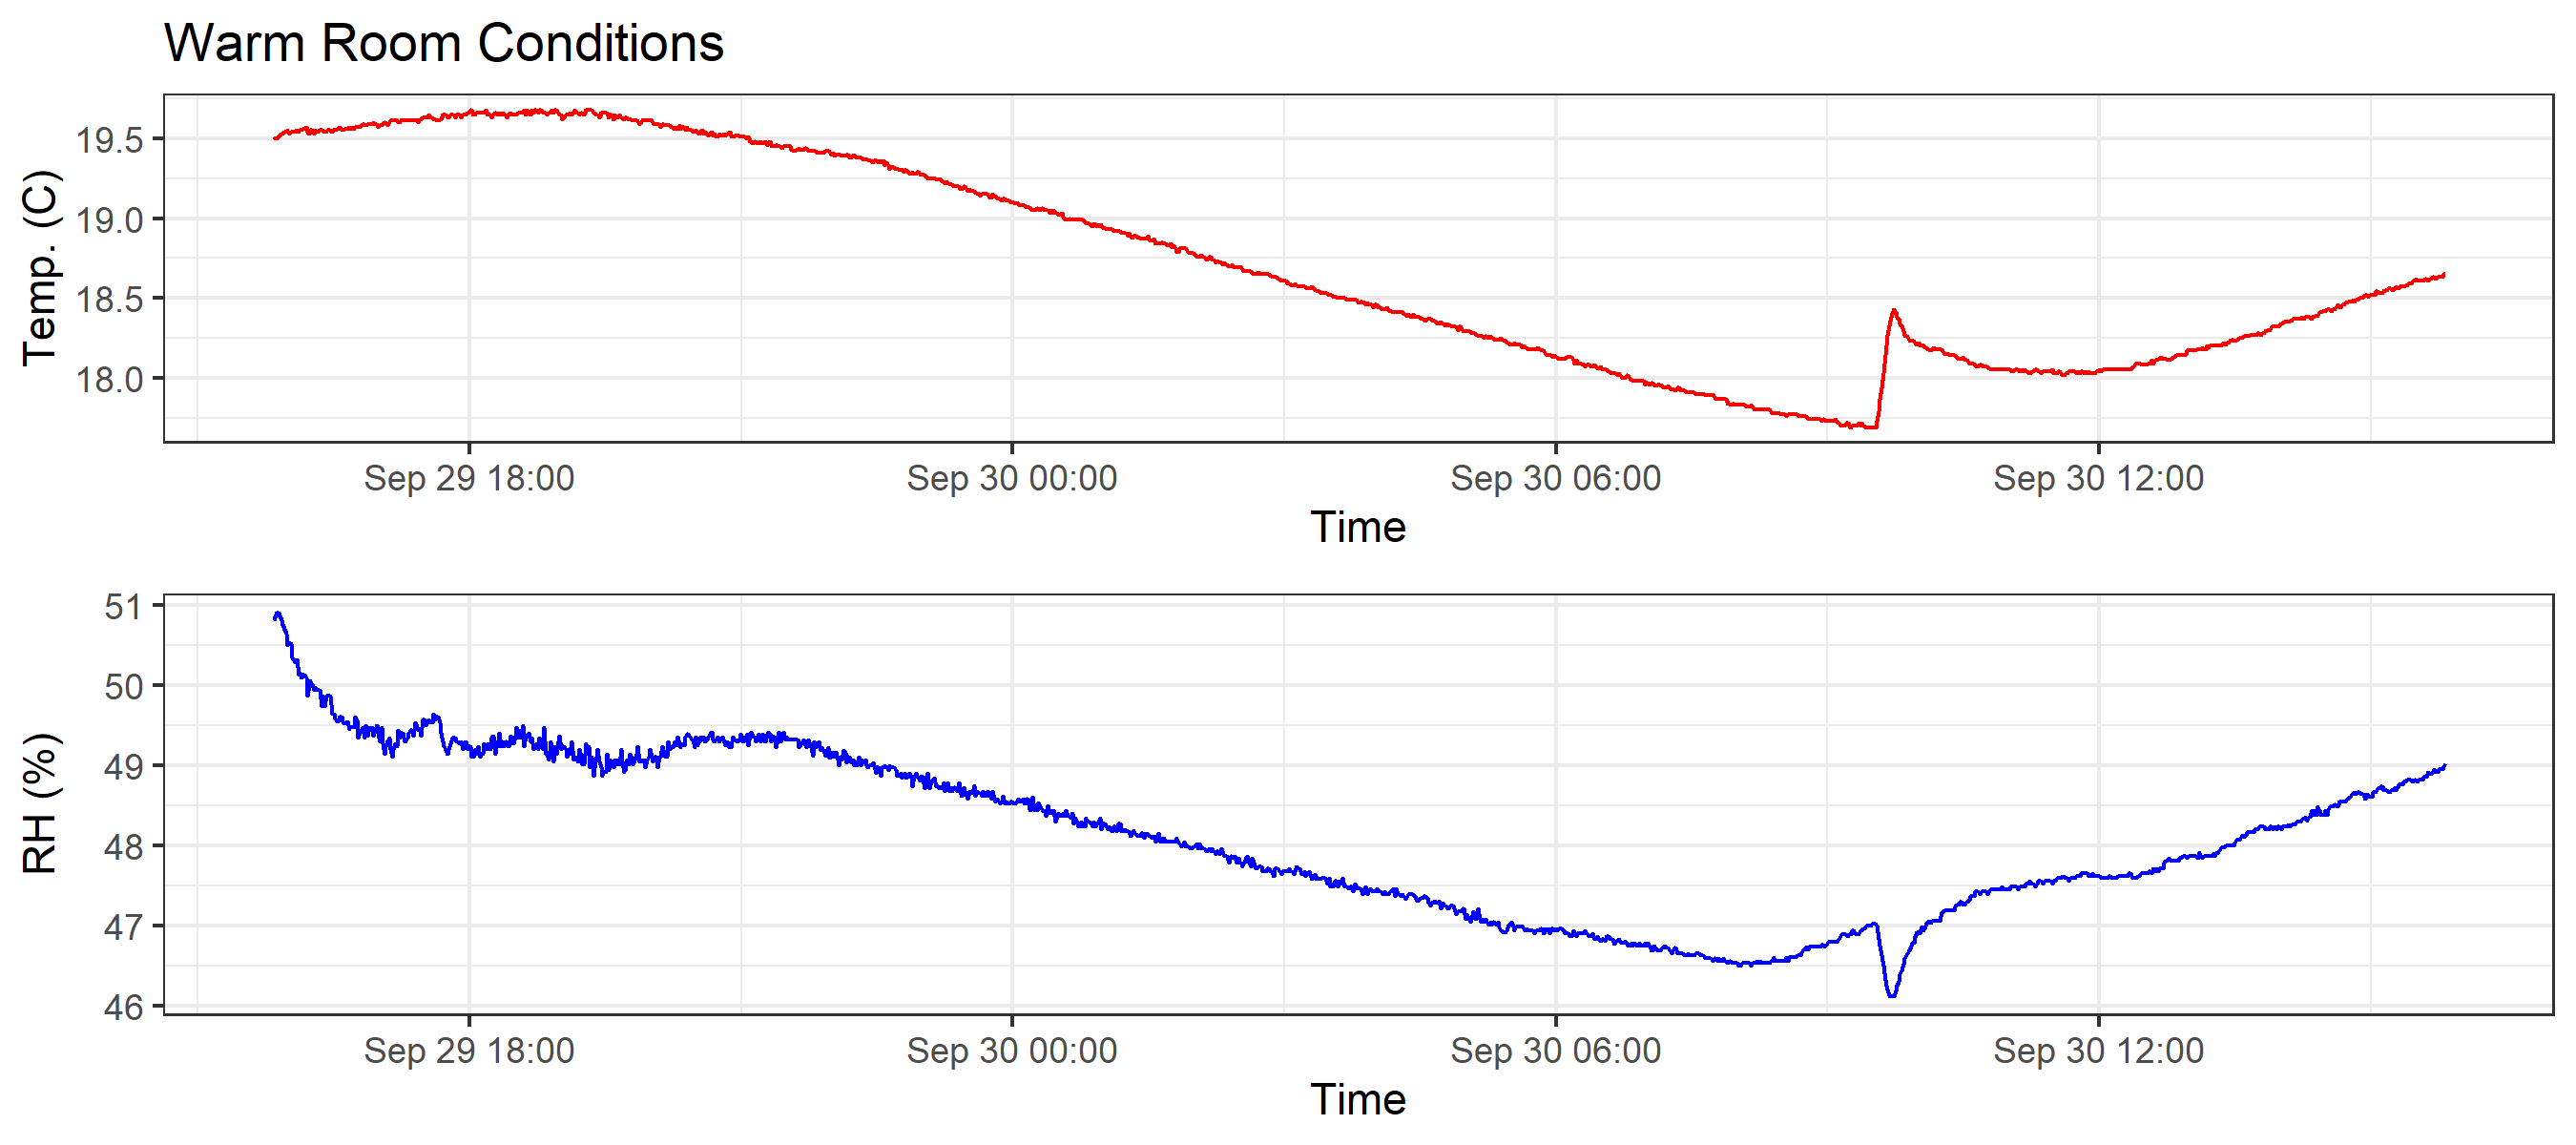 Warm Room Conditions
Temp. (C)
19.5
19.0
18.5
18.0
Sep 29 18:00 Sep 30 00:00 Sep 30 06:00 Sep 30 12:00
Time
RH (%)
51
50
49
48
47
46
Sep 29 18:00 Sep 30 00:00 Sep 30 06:00 Sep 30 12:00
Time